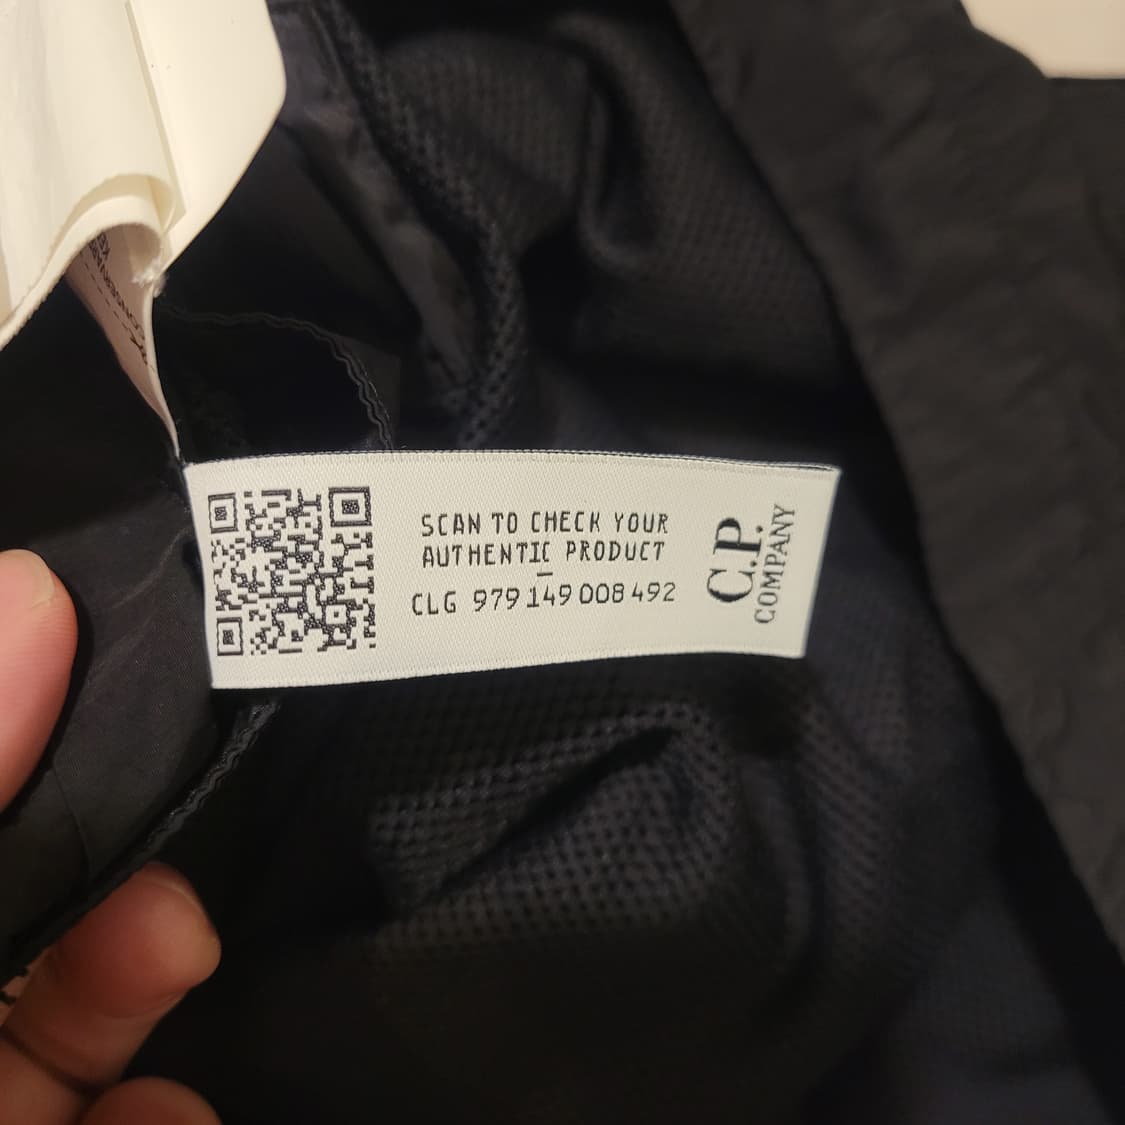 SCAN TO CHECK YOUR
AUTHENTIC PRODUCT
CLG 979 149 008 492
C.P.
COMPANY